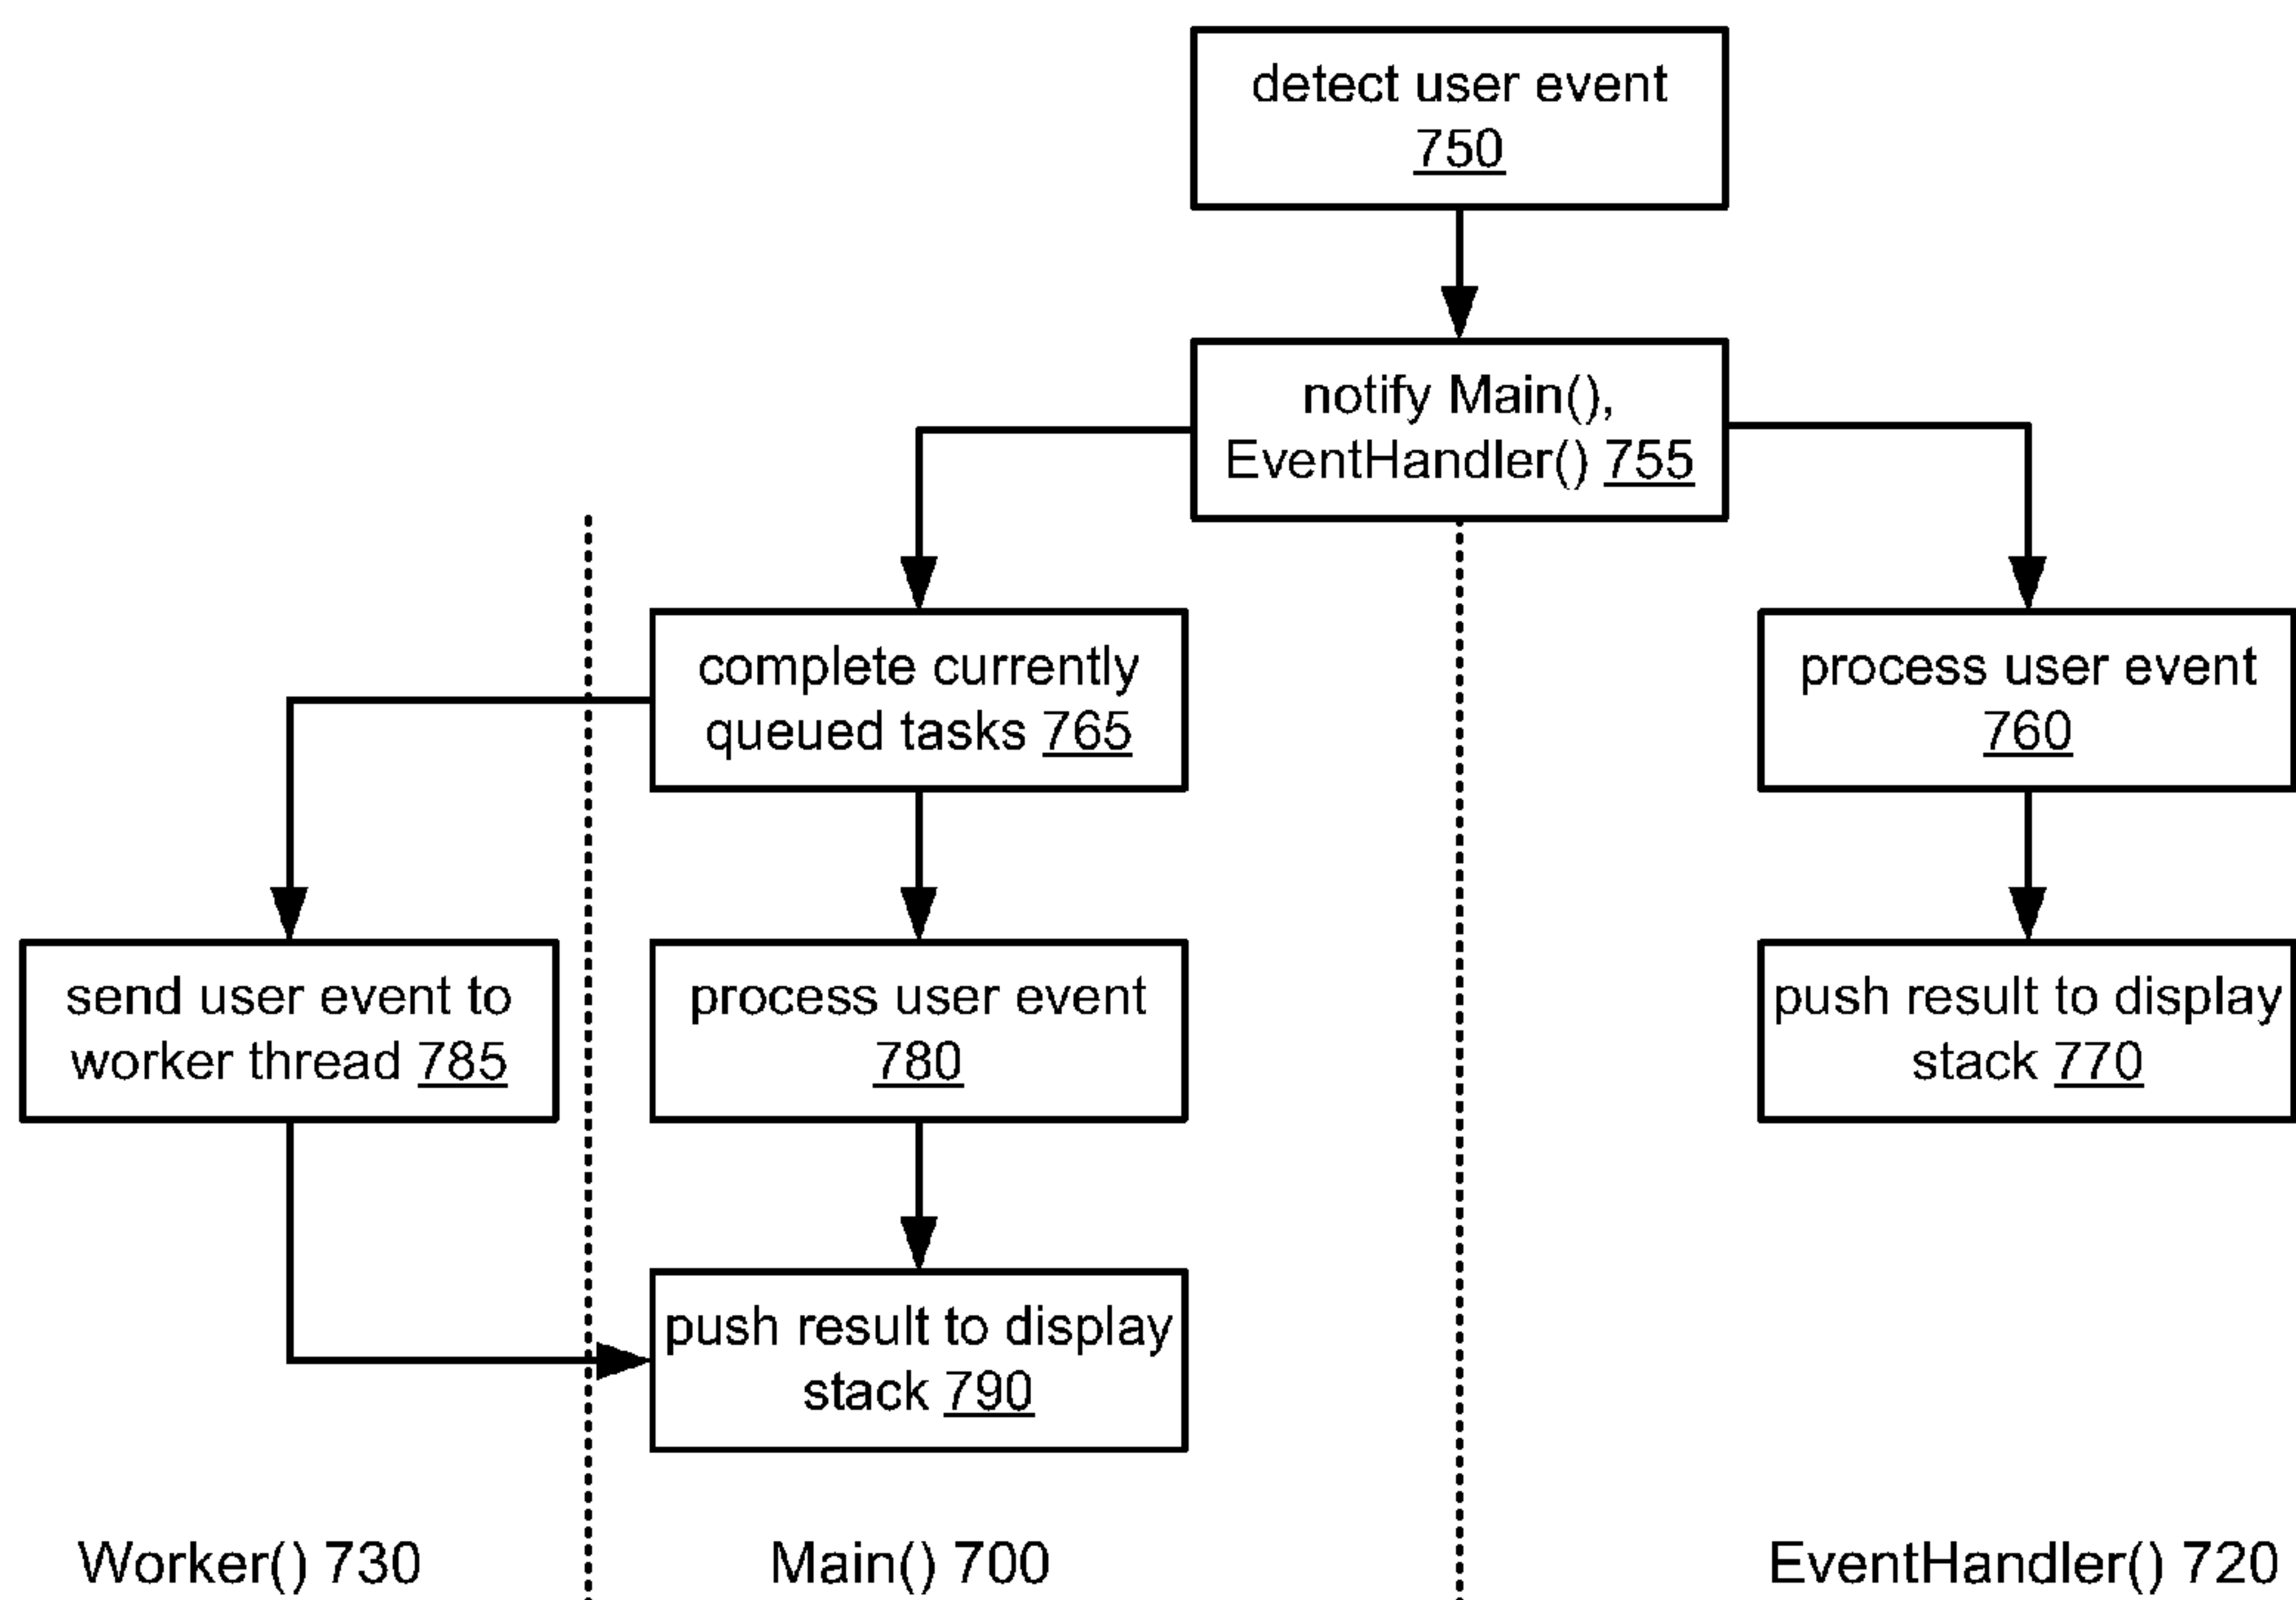 detect user event
750
notify Main(),
EventHandler() 755
complete currently
queued tasks 765
process user event
760
send user event to
worker thread 785
process user event
780
push result to display
stack 770
push result to display
stack 790
Worker() 730
Main() 700
EventHandler() 720